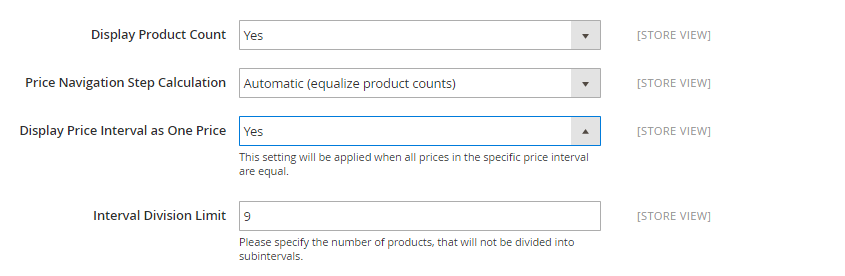 Display Product Count Yes [STORE VIEW]
Price Navigation Step Calculation Automatic (equalize product counts) [STORE VIEW]
Display Price Interval as One Price Yes [STORE VIEW]
This setting will be applied when all prices in the specific price interval
are equal.
Interval Division Limit 9 [STORE VIEW]
Please specify the number of products, that will not be divided into
subintervals.